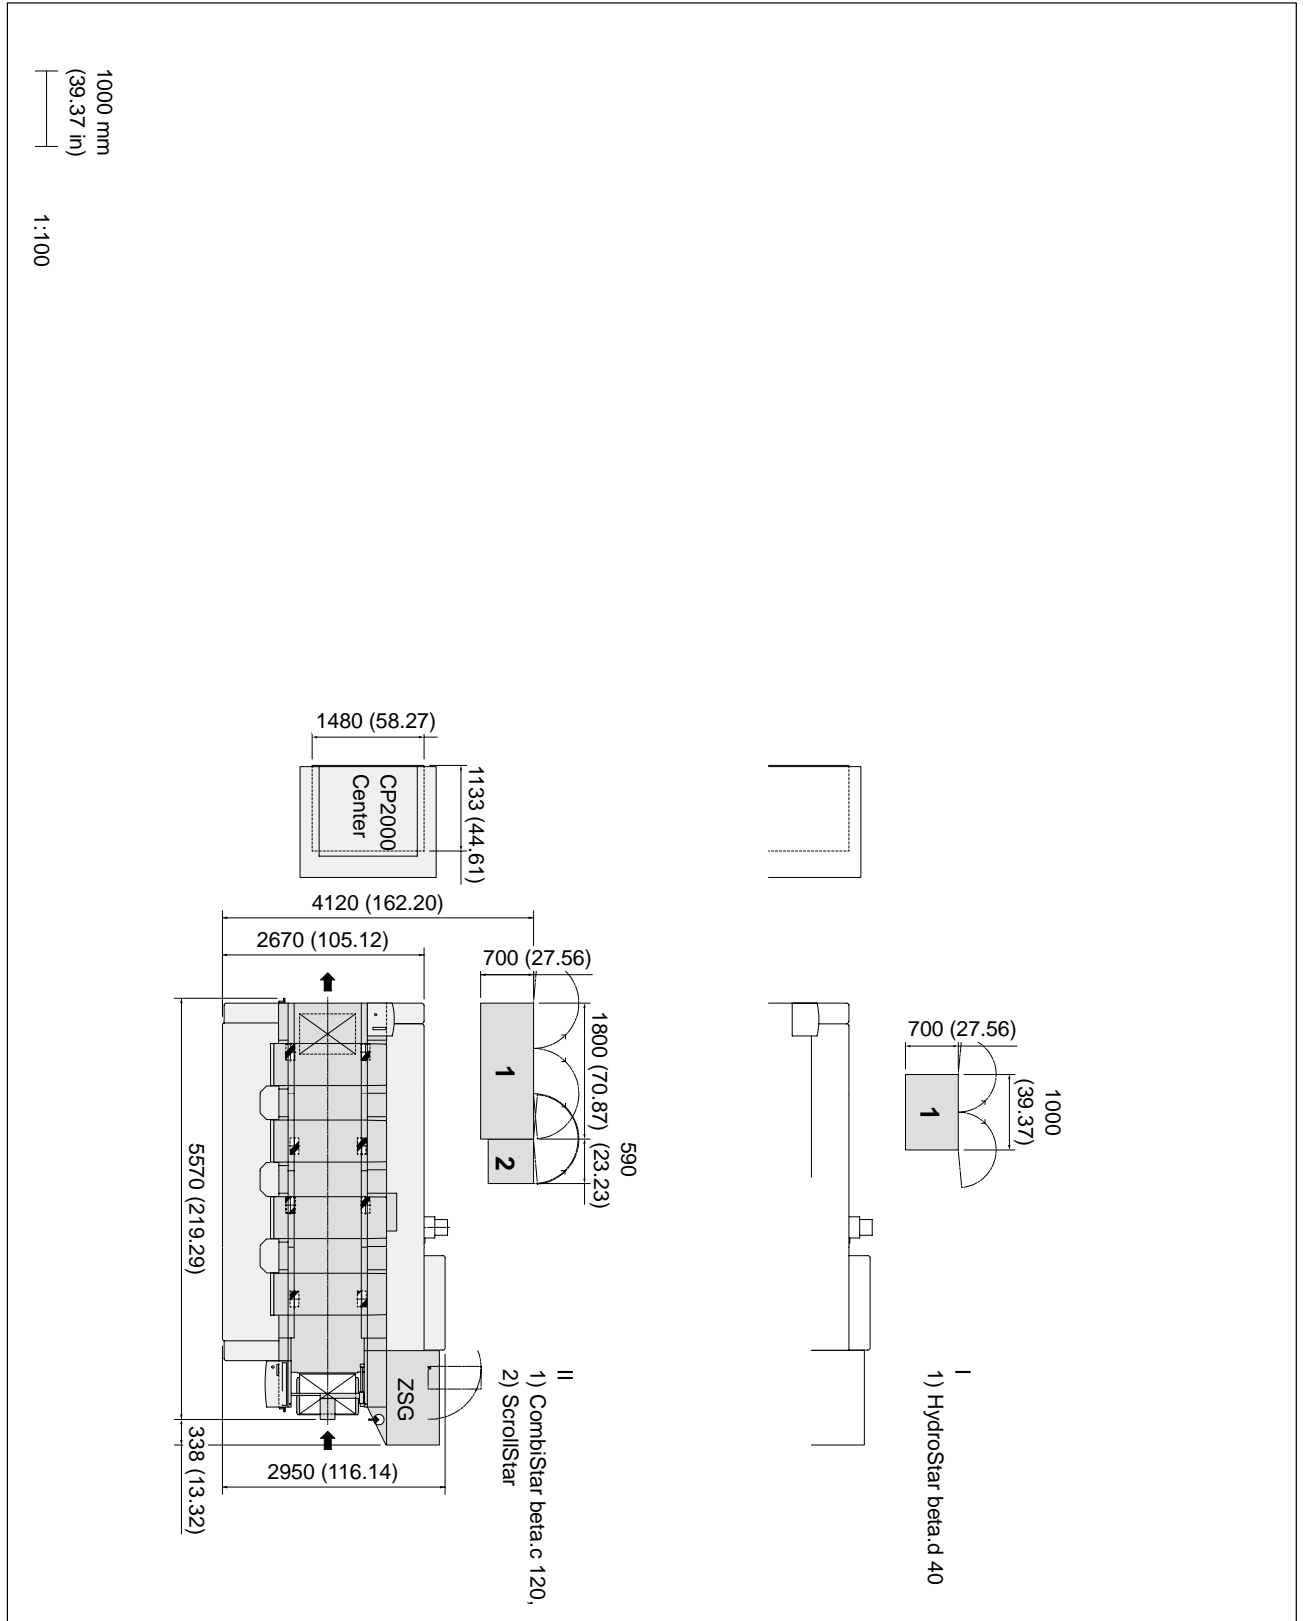 1000 mm
(39.37 in)
1:100
1480 (58.27)
1133 (44.61)
CP2000
Center
4120 (162.20)
2670 (105.12)
700 (27.56)
1800 (70.87)
590
(23.23)
1
2
5570 (219.29)
338 (13.32)
2950 (116.14)
ZSG
II
1) CombiStar beta.c 120,
2) ScrollStar
700 (27.56)
1000
(39.37)
1
I
1) HydroStar beta.d 40